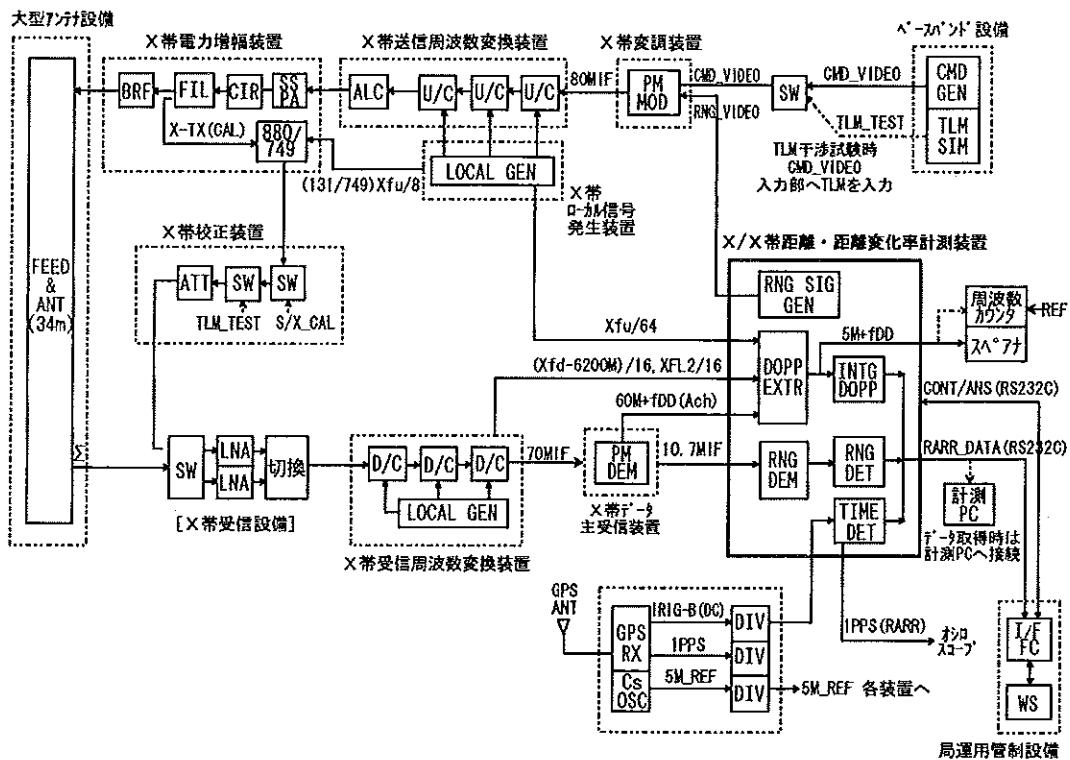 大型ｱﾝﾃﾅ設備
X帯電力増幅装置
X帯送信周波数変換装置
X帯変調装置
ﾍﾞｰｽﾊﾞﾝﾄﾞ設備
BRF
FIL
CIR
SS
PA
ALC
U/C
U/C
U/C
80MIF
PM
MOD
CMD_VIDEO
RNG_VIDEO
SW
CMD_VIDEO
TLM_TEST
CMD
GEN
TLM
SIM
X-TX(CAL)
880/
749
(131/749)Xfu/8
LOCAL GEN
X帯
ﾛｰｶﾙ信号
発生装置
TLM干渉試験時
CMD_VIDEO
入力部へTLMを入力
X帯校正装置
ATT
SW
SW
TLM_TEST
S/X_CAL
FEED
&
ANT
(34m)
X/X帯距離・距離変化率計測装置
RNG SIG
GEN
Xfu/64
(Xfd-6200M)/16, XFL2/16
60M+fDD(Ach)
DOPP
EXTR
INTG
DOPP
5M+fDD
周波数
ｶｳﾝﾀ
ｽﾍﾟｱﾅ
REF
CONT/ANS(RS232C)
RARR_DATA(RS232C)
Σ
SW
LNA
LNA
切換
[X帯受信設備]
D/C
D/C
D/C
LOCAL GEN
X帯受信周波数変換装置
70MIF
PM
DEM
X帯ﾃﾞｰﾀ
主受信装置
10.7MIF
RNG
DEM
RNG
DET
TIME
DET
計測
PC
ﾃﾞｰﾀ取得時は
計測PCへ接続
GPS
ANT
GPS
RX
Cs
OSC
IRIG-B(DC)
1PPS
5M_REF
DIV
DIV
DIV
5M_REF 各装置へ
1PPS(RARR)
ｵｼﾛ
ｽｺｰﾌﾟ
I/F
FC
WS
局運用管制設備